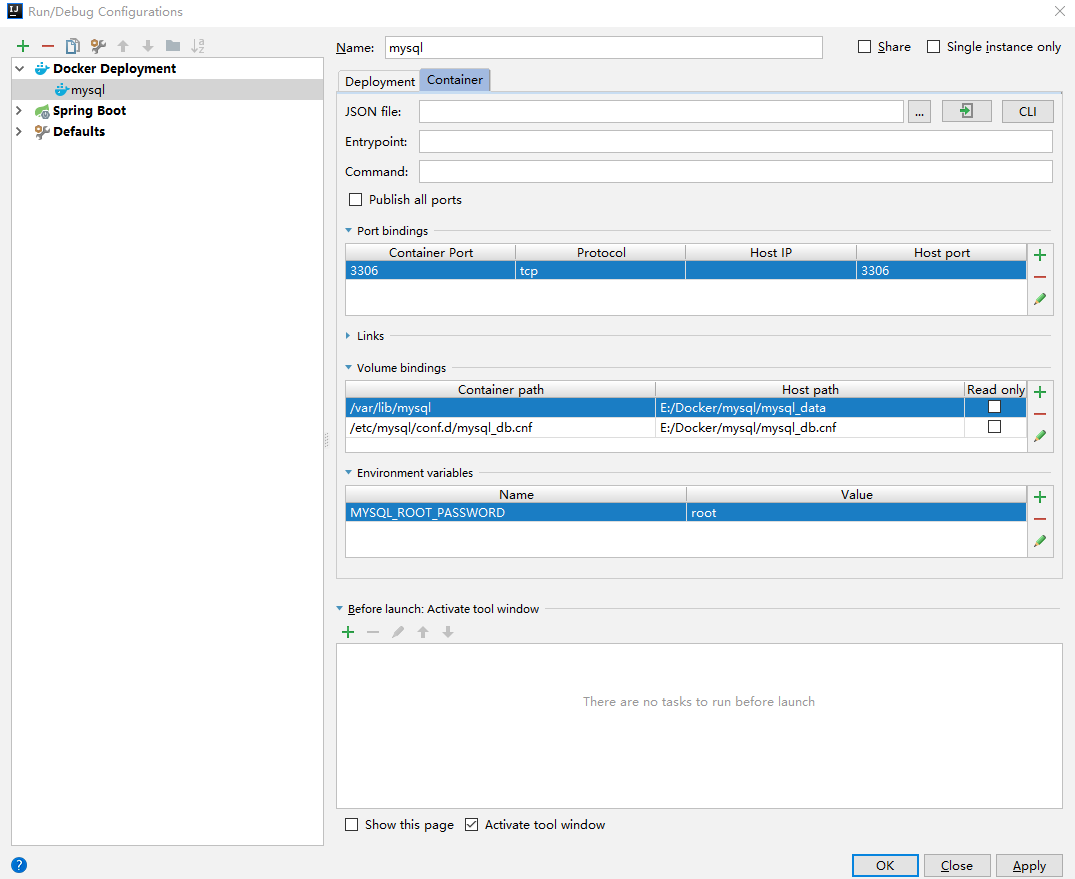 Run/Debug Configurations
Name: mysql
Share
Single instance only
Docker Deployment
mysql
Spring Boot
Defaults
Deployment
Container
JSON file:
...
CLI
Entrypoint:
Command:
Publish all ports
Port bindings
Container Port Protocol Host IP Host port
3306 tcp 3306
Links
Volume bindings
Container path Host path Read only
/var/lib/mysql E:/Docker/mysql/mysql_data
/etc/mysql/conf.d/mysql_db.cnf E:/Docker/mysql/mysql_db.cnf
Environment variables
Name Value
MYSQL_ROOT_PASSWORD root
Before launch: Activate tool window
There are no tasks to run before launch
Show this page
Activate tool window
?
OK
Close
Apply